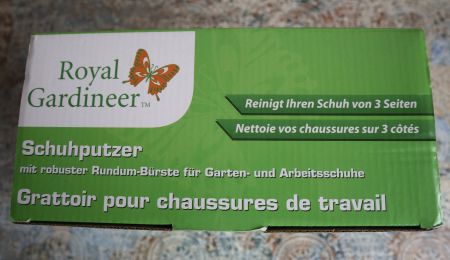 Royal
Gardineer™
Reinigt Ihren Schuh von 3 Seiten
Nettoie vos chaussures sur 3 côtés
Schuhputzer
mit robuster Rundum-Bürste für Garten- und Arbeitsschuhe
Grattoir pour chaussures de travail